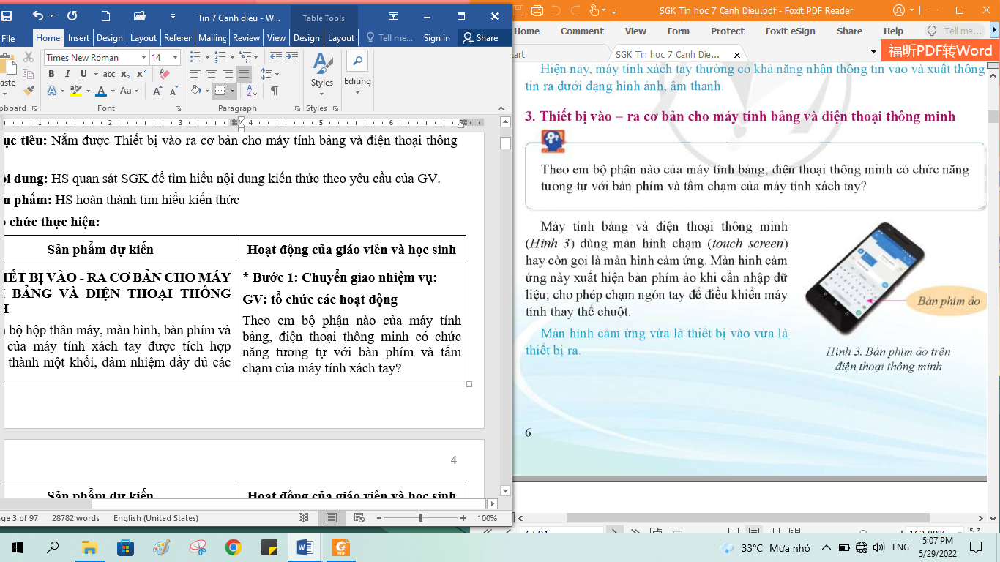 Tin 7 Canh dieu - W...
Table Tools
File
Home
Insert
Design
Layout
Referer
Mailing
Review
View
Design
Layout
Tell me...
Sign in
Share
Times New Roman
14
aste
Styles
Editing
pboard
Font
Paragraph
Styles
1 2 3 4 5 6 7
ục tiêu: Nắm được Thiết bị vào ra cơ bản cho máy tính bảng và điện thoại thông
i dung: HS quan sát SGK để tìm hiểu nội dung kiến thức theo yêu cầu của GV.
n phẩm: HS hoàn thành tìm hiểu kiến thức
chức thực hiện:
Sản phẩm dự kiến
IẾT BỊ VÀO - RA CƠ BẢN CHO MÁY
BẢNG VÀ ĐIỆN THOẠI THÔNG
H
bộ hộp thân máy, màn hình, bàn phím và
của máy tính xách tay được tích hợp
thành một khối, đảm nhiệm đầy đủ các
Hoạt động của giáo viên và học sinh
* Bước 1: Chuyển giao nhiệm vụ:
GV: tổ chức các hoạt động
Theo em bộ phận nào của máy tính
bảng, điện thoại thông minh có chức
năng tương tự với bàn phím và tấm
chạm của máy tính xách tay?
4
Sản phẩm dự kiến
Hoạt động của giáo viên và học sinh
ge 3 of 97
28782 words
English (United States)
100%
SGK Tin hoc 7 Canh Dieu.pdf - Foxit PDF Reader
Home
Comment
View
Form
Protect
Foxit eSign
Share
Help
Tell me...
tart
SGK Tin hoc 7 Canh Die...
福昕PDF转Word
Hiện nay, máy tính xách tay thường có khả năng nhận thông tin vào và xuất thông
tin ra dưới dạng hình ảnh, âm thanh.
3. Thiết bị vào – ra cơ bản cho máy tính bảng và điện thoại thông minh
Theo em bộ phận nào của máy tính bảng, điện thoại thông minh có chức năng
tương tự với bàn phím và tấm chạm của máy tính xách tay?
Máy tính bảng và điện thoại thông minh
(Hình 3) dùng màn hình chạm (touch screen)
hay còn gọi là màn hình cảm ứng. Màn hình cảm
ứng này xuất hiện bàn phím ảo khi cần nhập dữ
liệu; cho phép chạm ngón tay để điều khiển máy
tính thay thế chuột.
Màn hình cảm ứng vừa là thiết bị vào vừa là
thiết bị ra.
Bàn phím ảo
Hình 3. Bàn phím ảo trên
điện thoại thông minh
6
33°C Mưa nhỏ
ENG
5:07 PM
5/29/2022